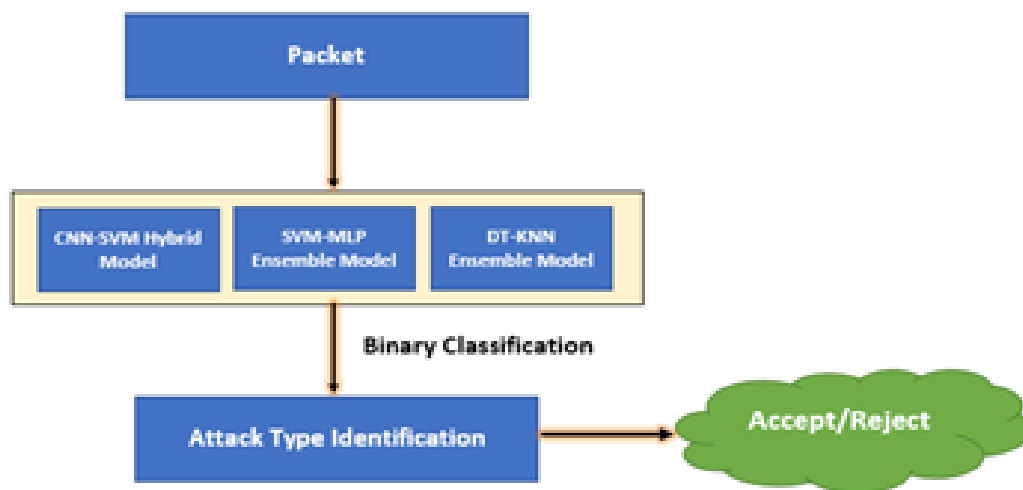 Packet
CNN-SVM Hybrid
Model
SVM-MLP
Ensemble Model
DT-KNN
Ensemble Model
Binary Classification
Attack Type Identification
Accept/Reject